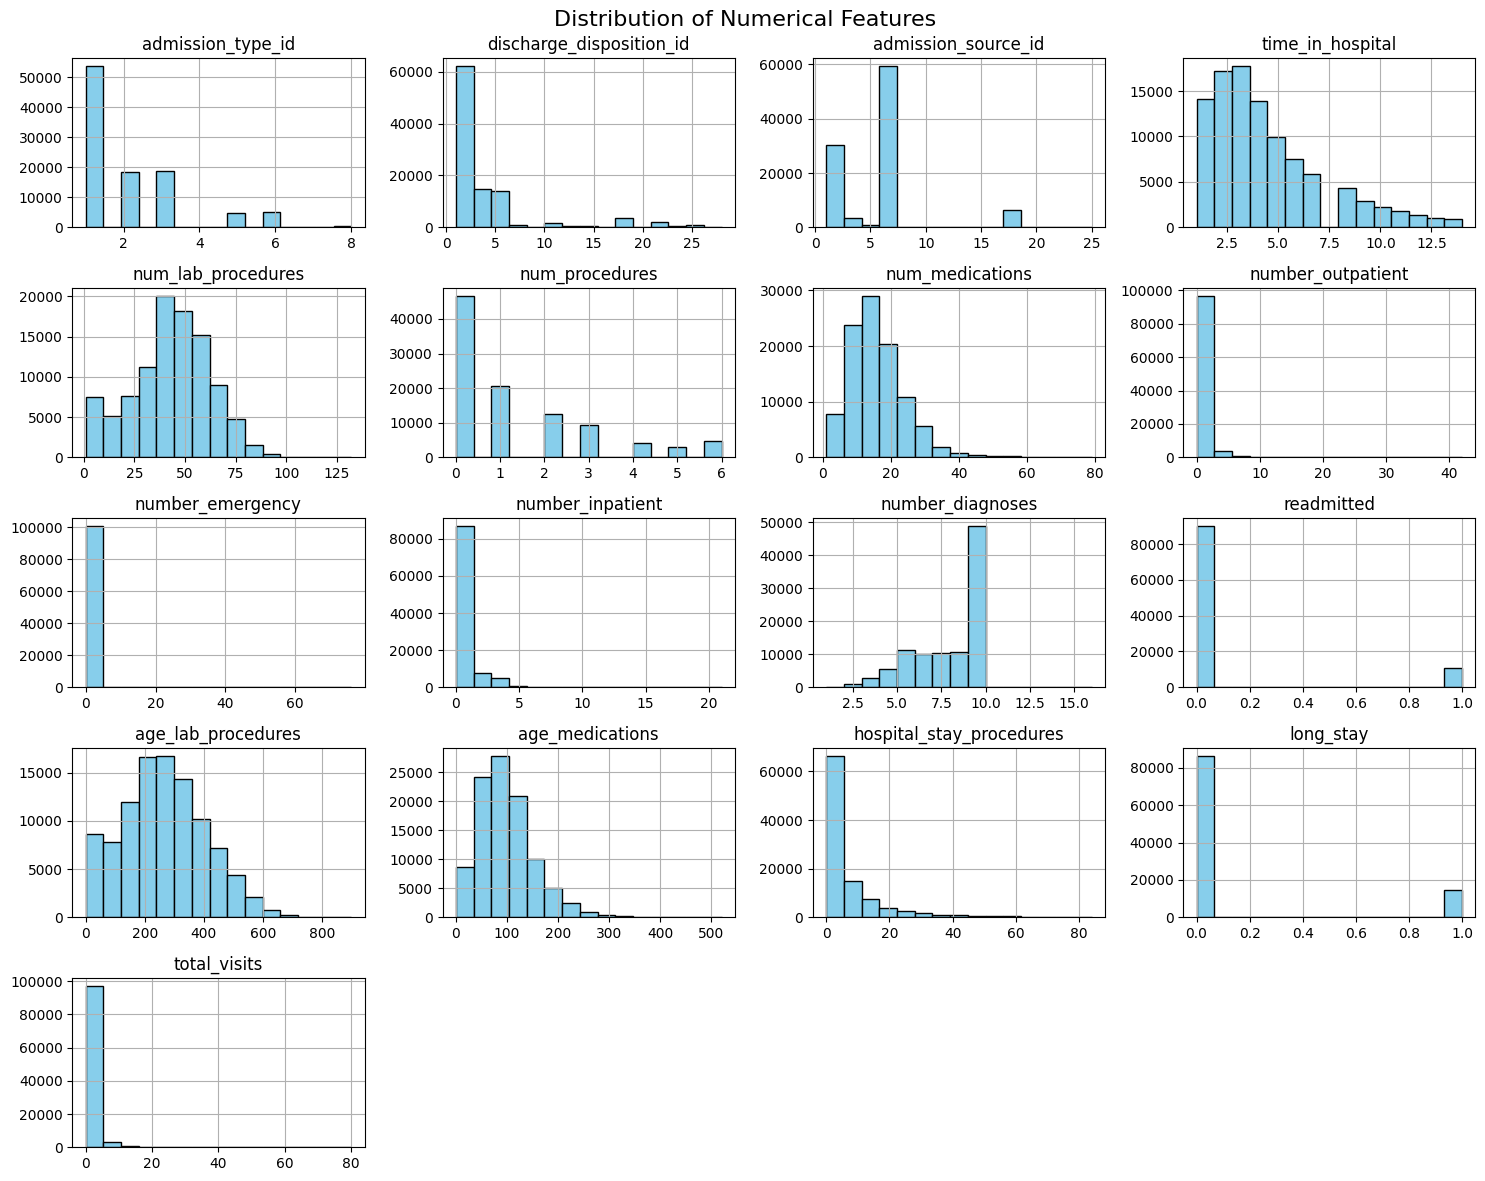 Distribution of Numerical Features
admission_type_id
50000
40000
30000
20000
10000
0
2 4 6 8
discharge_disposition_id
60000
40000
20000
0
0 5 10 15 20 25
admission_source_id
60000
40000
20000
0
0 5 10 15 20 25
time_in_hospital
15000
10000
5000
0
2.5 5.0 7.5 10.0 12.5
num_lab_procedures
20000
15000
10000
5000
0
0 25 50 75 100 125
num_procedures
40000
30000
20000
10000
0
0 1 2 3 4 5 6
num_medications
30000
20000
10000
0
0 20 40 60 80
number_outpatient
100000
80000
60000
40000
20000
0
0 10 20 30 40
number_emergency
100000
80000
60000
40000
20000
0
0 20 40 60
number_inpatient
80000
60000
40000
20000
0
0 5 10 15 20
number_diagnoses
50000
40000
30000
20000
10000
0
2.5 5.0 7.5 10.0 12.5 15.0
readmitted
80000
60000
40000
20000
0
0.0 0.2 0.4 0.6 0.8 1.0
age_lab_procedures
15000
10000
5000
0
0 200 400 600 800
age_medications
25000
20000
15000
10000
5000
0
0 100 200 300 400 500
hospital_stay_procedures
60000
40000
20000
0
0 20 40 60 80
long_stay
80000
60000
40000
20000
0
0.0 0.2 0.4 0.6 0.8 1.0
total_visits
100000
80000
60000
40000
20000
0
0 20 40 60 80